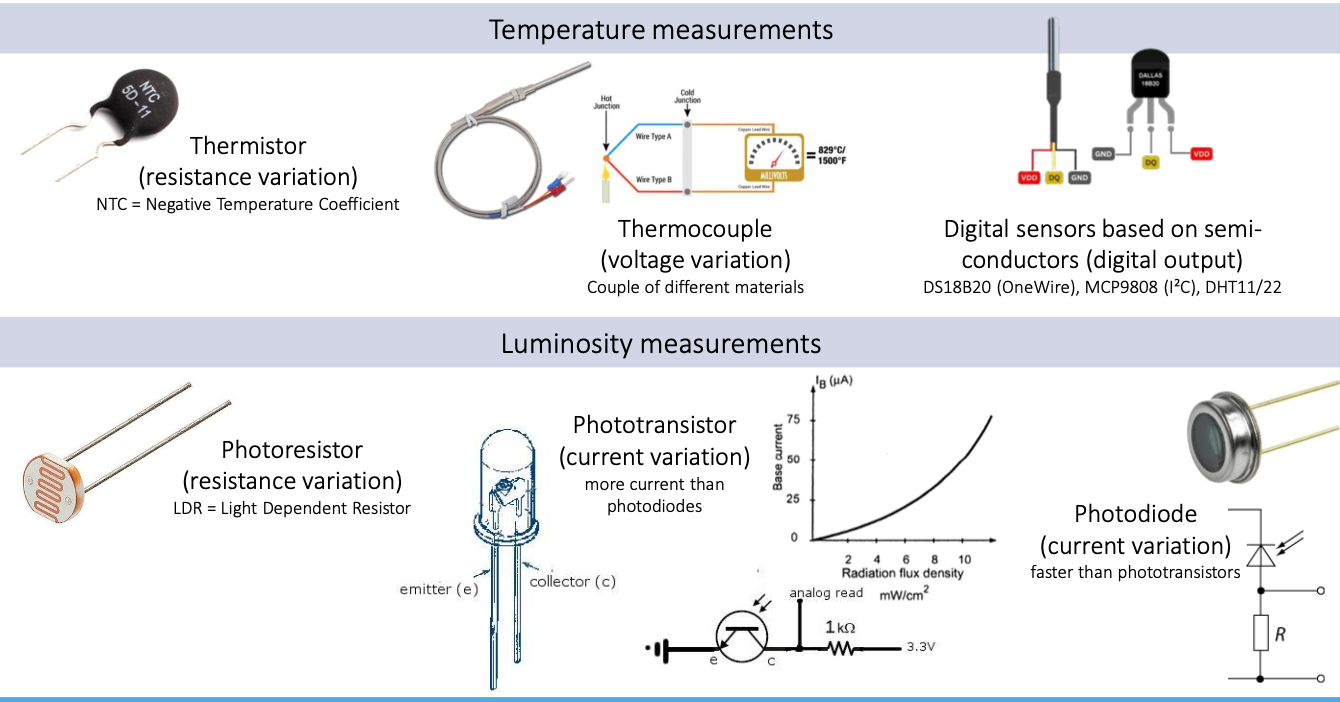 Temperature measurements
NTC
5D-11
Thermistor
(resistance variation)
NTC = Negative Temperature Coefficient
Hot
Junction
Cold
Junction
Wire Type A
Wire Type B
Copper Lead Wire
MILLIVOLTS
Copper Lead Wire
= 829°C/
1500°F
Thermocouple
(voltage variation)
Couple of different materials
VDD
DQ
GND
DALLAS
18B20
GND
DQ
VDD
Digital sensors based on semi-
conductors (digital output)
DS18B20 (OneWire), MCP9808 (I²C), DHT11/22
Luminosity measurements
Photoresistor
(resistance variation)
LDR = Light Dependent Resistor
Phototransistor
(current variation)
more current than
photodiodes
emitter (e)
collector (c)
I_B (µA)
Base current
75
50
25
0
2 4 6 8 10
Radiation flux density
mW/cm²
analog read
1 kΩ
3.3V
e
c
Photodiode
(current variation)
faster than phototransistors
R